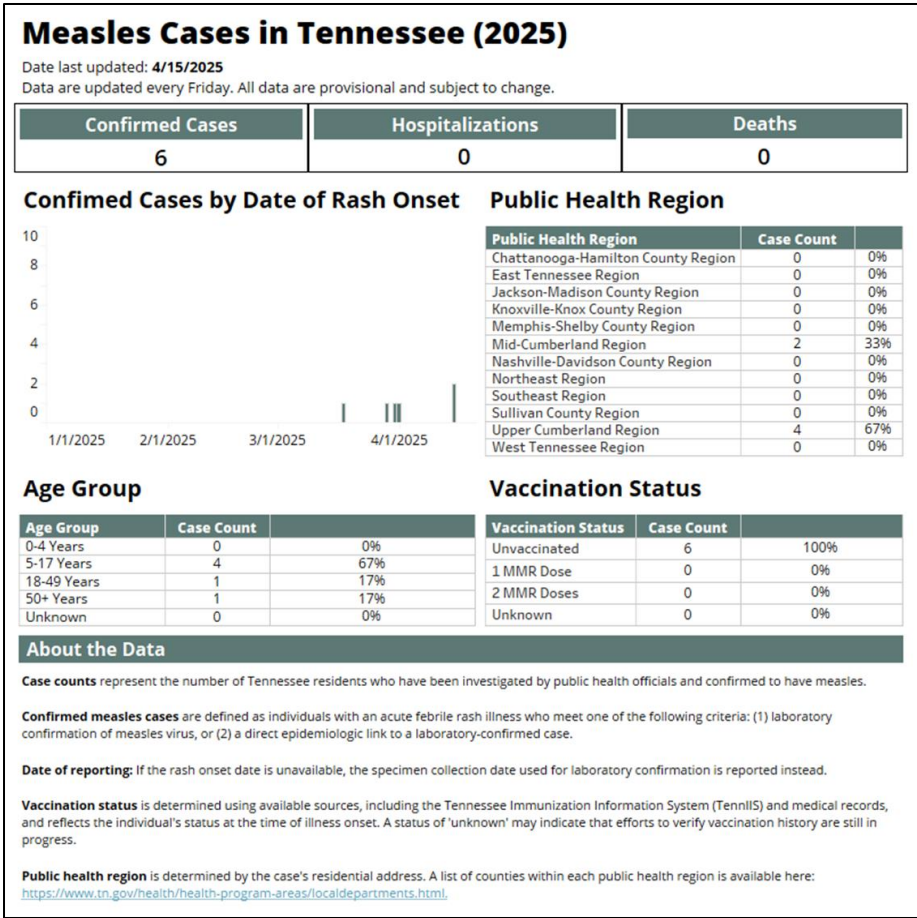 Measles Cases in Tennessee (2025)
Date last updated: 4/15/2025
Data are updated every Friday. All data are provisional and subject to change.
Confirmed Cases Hospitalizations Deaths
6 0 0
Confimed Cases by Date of Rash Onset
10
8
6
4
2
0
1/1/2025 2/1/2025 3/1/2025 4/1/2025
Public Health Region
Public Health Region Case Count
Chattanooga-Hamilton County Region 0 0%
East Tennessee Region 0 0%
Jackson-Madison County Region 0 0%
Knoxville-Knox County Region 0 0%
Memphis-Shelby County Region 0 0%
Mid-Cumberland Region 2 33%
Nashville-Davidson County Region 0 0%
Northeast Region 0 0%
Southeast Region 0 0%
Sullivan County Region 0 0%
Upper Cumberland Region 4 67%
West Tennessee Region 0 0%
Age Group
Age Group Case Count
0-4 Years 0 0%
5-17 Years 4 67%
18-49 Years 1 17%
50+ Years 1 17%
Unknown 0 0%
Vaccination Status
Vaccination Status Case Count
Unvaccinated 6 100%
1 MMR Dose 0 0%
2 MMR Doses 0 0%
Unknown 0 0%
About the Data
Case counts represent the number of Tennessee residents who have been investigated by public health officials and confirmed to have measles.
Confirmed measles cases are defined as individuals with an acute febrile rash illness who meet one of the following criteria: (1) laboratory
confirmation of measles virus, or (2) a direct epidemiologic link to a laboratory-confirmed case.
Date of reporting: If the rash onset date is unavailable, the specimen collection date used for laboratory confirmation is reported instead.
Vaccination status is determined using available sources, including the Tennessee Immunization Information System (TennIIS) and medical records,
and reflects the individual's status at the time of illness onset. A status of 'unknown' may indicate that efforts to verify vaccination history are still in
progress.
Public health region is determined by the case's residential address. A list of counties within each public health region is available here:
https://www.tn.gov/health/health-program-areas/localdepartments.html.